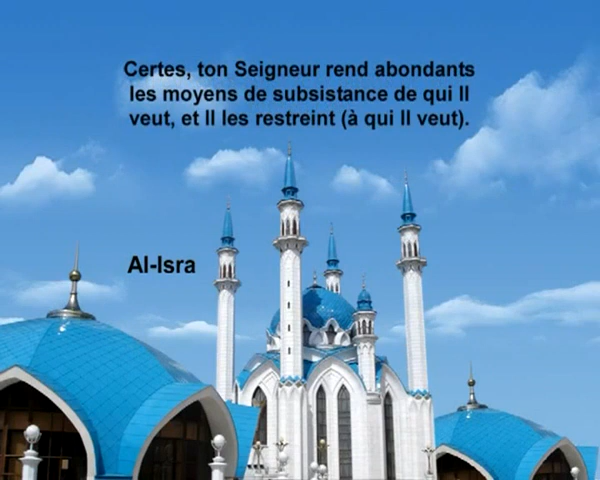 Certes, ton Seigneur rend abondants
les moyens de subsistance de qui Il
veut, et Il les restreint (à qui Il veut).
Al-Isra